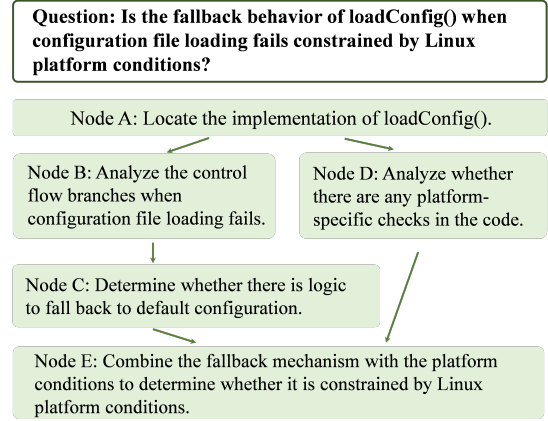 Question: Is the fallback behavior of loadConfig() when
configuration file loading fails constrained by Linux
platform conditions?
Node A: Locate the implementation of loadConfig().
Node B: Analyze the control
flow branches when
configuration file loading fails.
Node D: Analyze whether
there are any platform-
specific checks in the code.
Node C: Determine whether there is logic
to fall back to default configuration.
Node E: Combine the fallback mechanism with the platform
conditions to determine whether it is constrained by Linux
platform conditions.